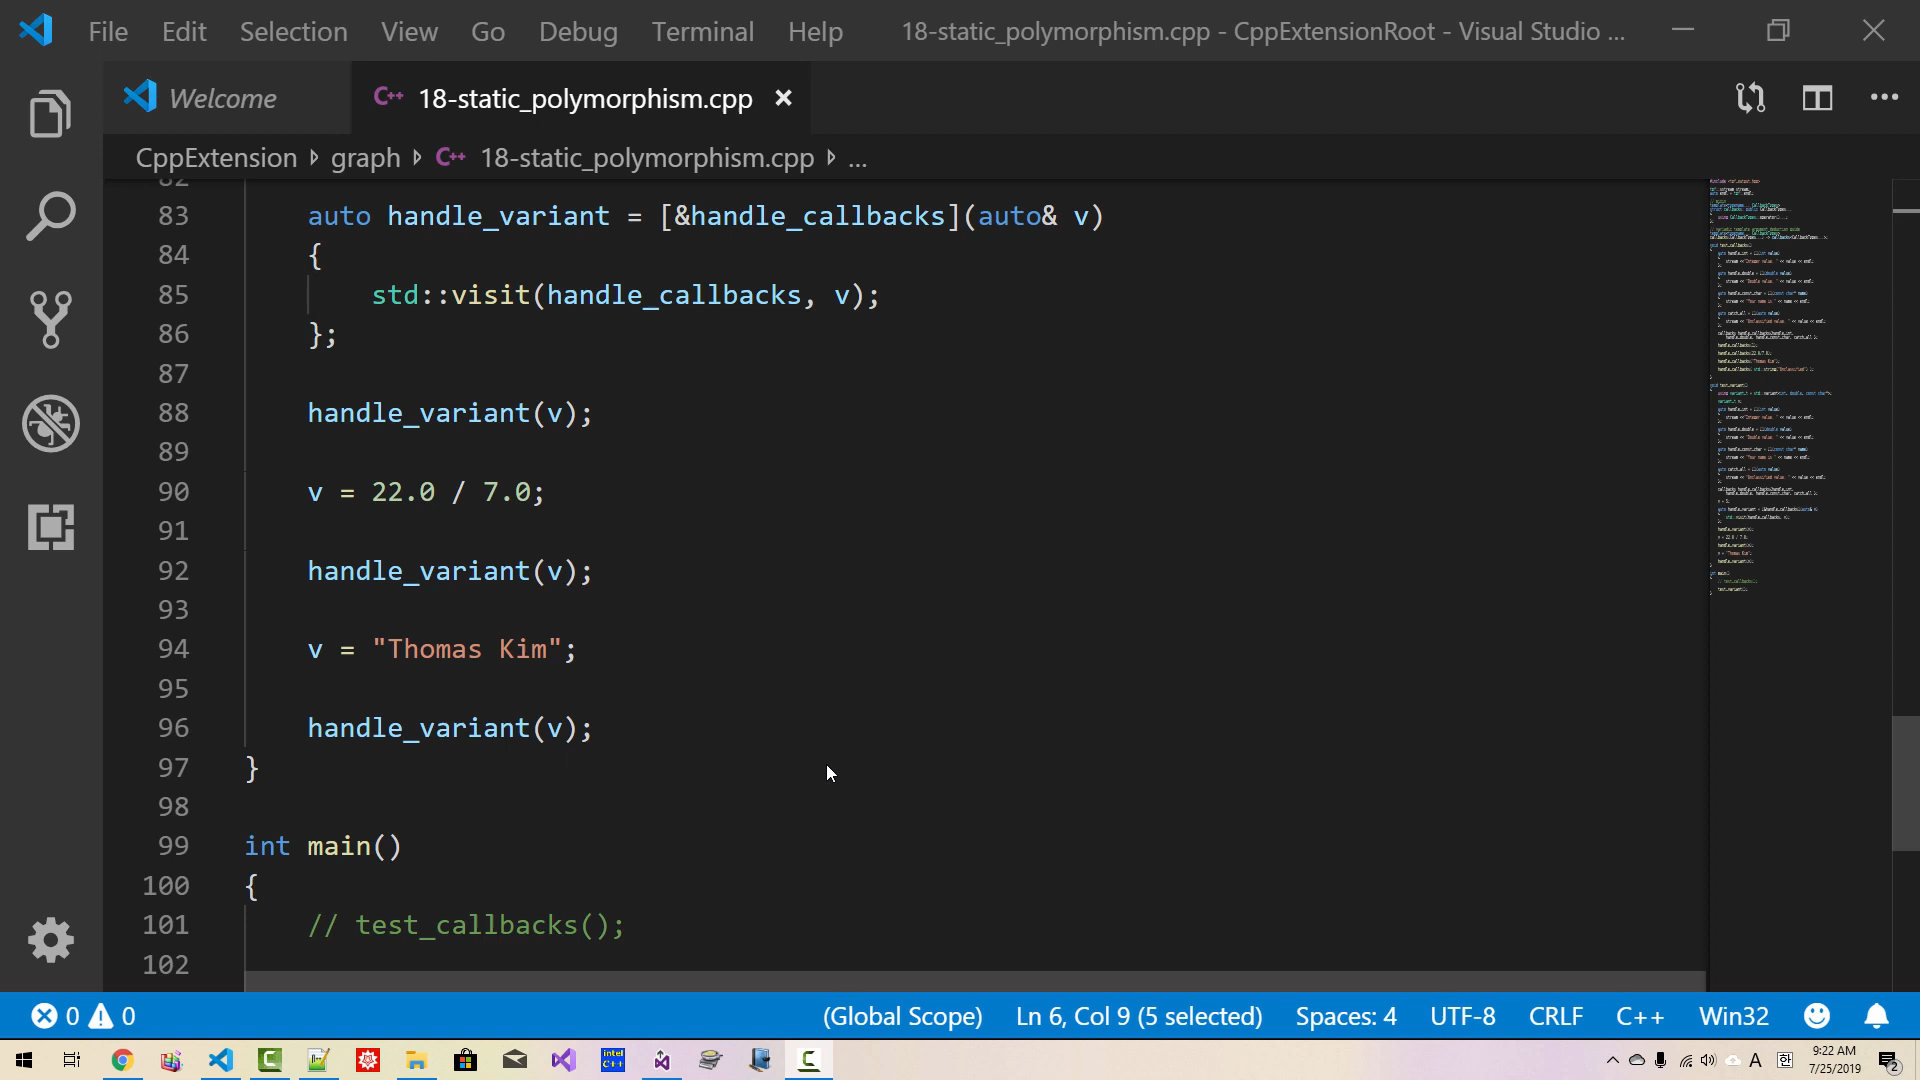 File Edit Selection View Go Debug Terminal Help 18-static_polymorphism.cpp - CppExtensionRoot - Visual Studio ...
Welcome C++ 18-static_polymorphism.cpp
CppExtension graph C++ 18-static_polymorphism.cpp ...
82
83 auto handle_variant = [&handle_callbacks](auto& v)
84 {
85 std::visit(handle_callbacks, v);
86 };
87
88 handle_variant(v);
89
90 v = 22.0 / 7.0;
91
92 handle_variant(v);
93
94 v = "Thomas Kim";
95
96 handle_variant(v);
97 }
98
99 int main()
100 {
101 // test_callbacks();
102
0 0 (Global Scope) Ln 6, Col 9 (5 selected) Spaces: 4 UTF-8 CRLF C++ Win32
intel C++ A 한 9:22 AM 7/25/2019 2